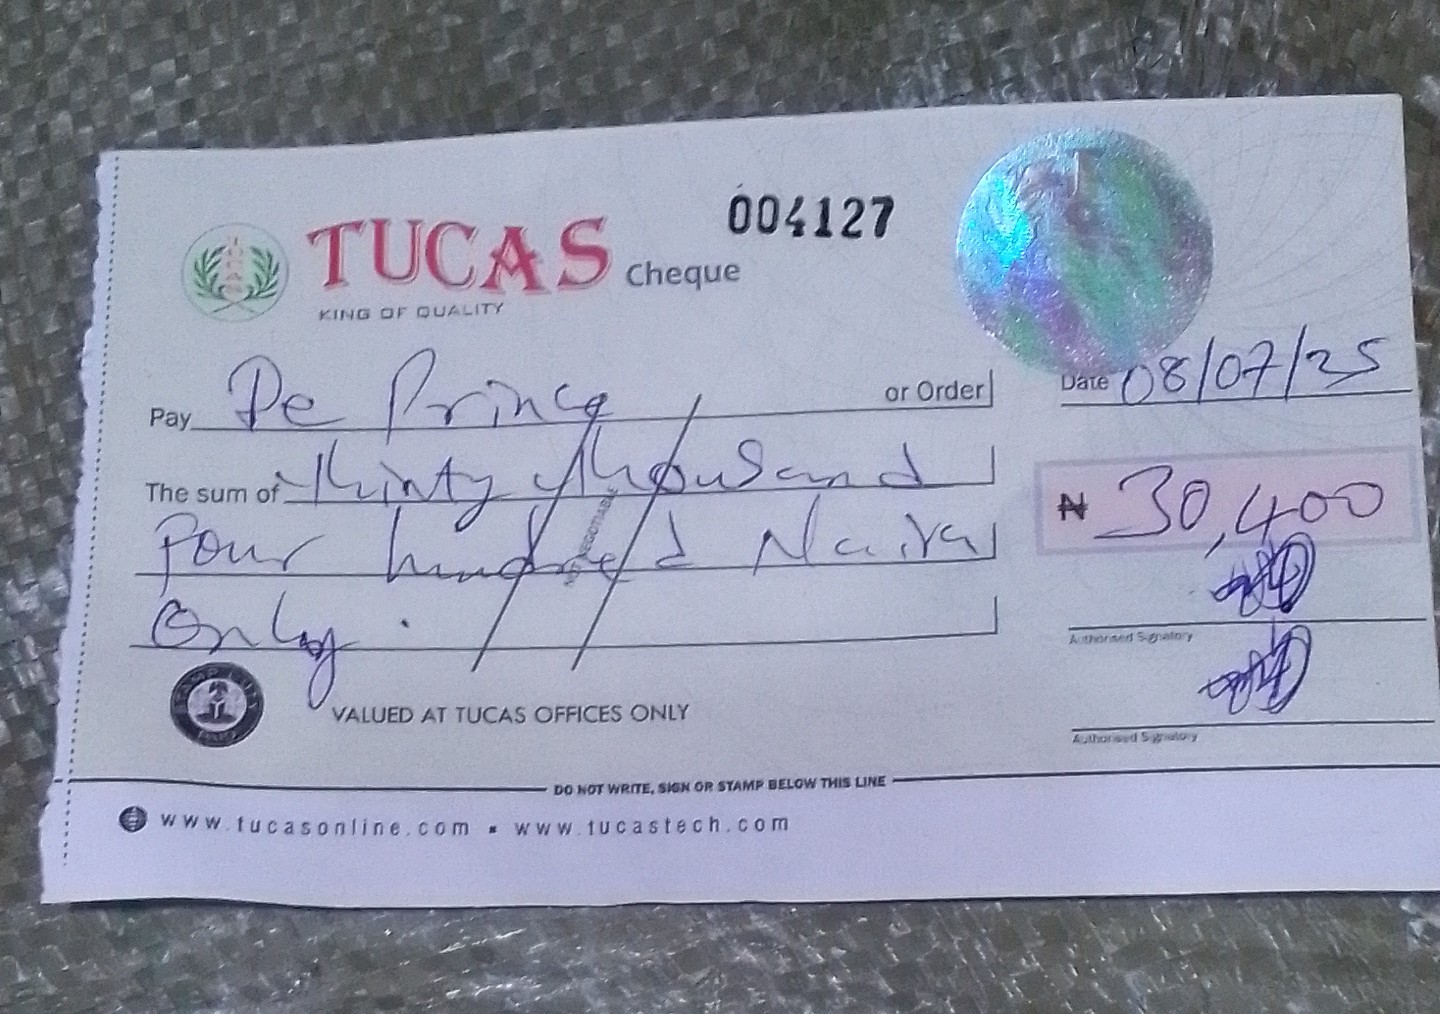 004127
TUCAS Cheque
KING OF QUALITY
Pay De Prince or Order
Date 08/07/25
The sum of thirty thousand
four hundred Naira
only.
NOT NEGOTIABLE
₦ 30,400
Authorised Signatory
Authorised Signatory
VALUED AT TUCAS OFFICES ONLY
DO NOT WRITE, SIGN OR STAMP BELOW THIS LINE
www.tucasonline.com ▪ www.tucastech.com